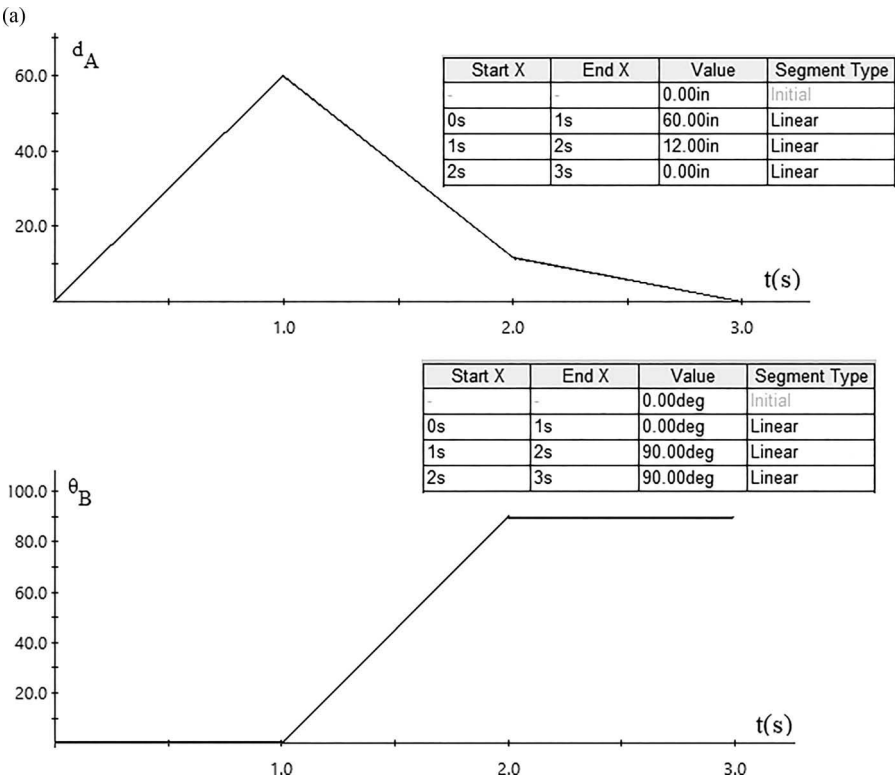 (a)
d_A
60.0
40.0
20.0
1.0 2.0 3.0
t(s)
Start X End X Value Segment Type
- - 0.00in Initial
0s 1s 60.00in Linear
1s 2s 12.00in Linear
2s 3s 0.00in Linear
Start X End X Value Segment Type
- - 0.00deg Initial
0s 1s 0.00deg Linear
1s 2s 90.00deg Linear
2s 3s 90.00deg Linear
θ_B
100.0
80.0
60.0
40.0
20.0
t(s)
1.0 2.0 3.0